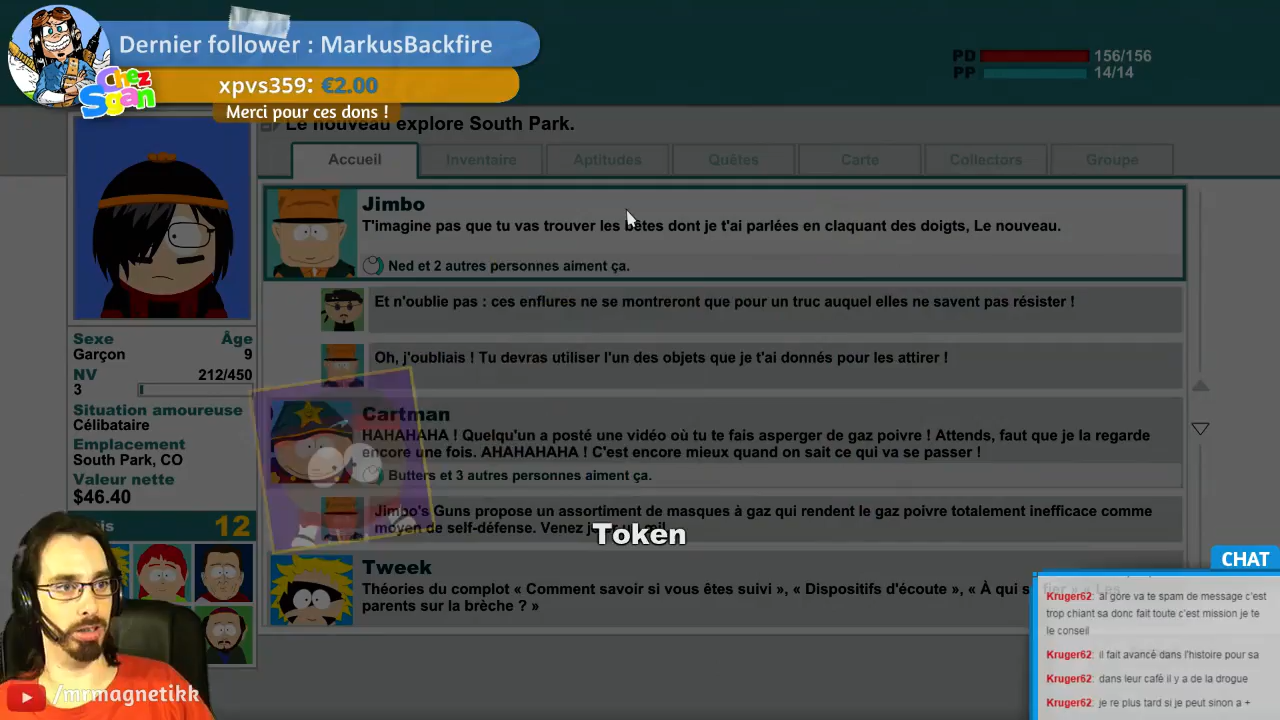 Dernier follower : MarkusBackfire
Chez Sgan
xpvs359: €2.00
Merci pour ces dons !
PD 156/156
PP 14/14
Le nouveau explore South Park.
Accueil Inventaire Aptitudes Quêtes Carte Collectors Groupe
Jimbo
T'imagine pas que tu vas trouver les bêtes dont je t'ai parlées en claquant des doigts, Le nouveau.
Ned et 2 autres personnes aiment ça.
Et n'oublie pas : ces enflures ne se montreront que pour un truc auquel elles ne savent pas résister !
Oh, j'oubliais ! Tu devras utiliser l'un des objets que je t'ai donnés pour les attirer !
Sexe Âge
Garçon 9
NV 212/450
3
Situation amoureuse
Célibataire
Emplacement
South Park, CO
Valeur nette
$46.40
12
Cartman
HAHAHAHA ! Quelqu'un a posté une vidéo où tu te fais asperger de gaz poivre ! Attends, faut que je la regarde
encore une fois. AHAHAHAHA ! C'est encore mieux quand on sait ce qui va se passer !
Butters et 3 autres personnes aiment ça.
Jimbo's Guns propose un assortiment de masques à gaz qui rendent le gaz poivre totalement inefficace comme
moyen de self-défense. Venez
Token
Tweek
Théories du complot « Comment savoir si vous êtes suivi », « Dispositifs d'écoute », « À qui
parents sur la brèche ? »
CHAT
Kruger62: al gore va te spam de message c'est
trop chiant sa donc fait toute c'est mission je te
le conseil
Kruger62: il fait avancé dans l'histoire pour sa
Kruger62: dans leur café il y a de la drogue
Kruger62: je re plus tard si je peut sinon a +
/mrmagnetikk